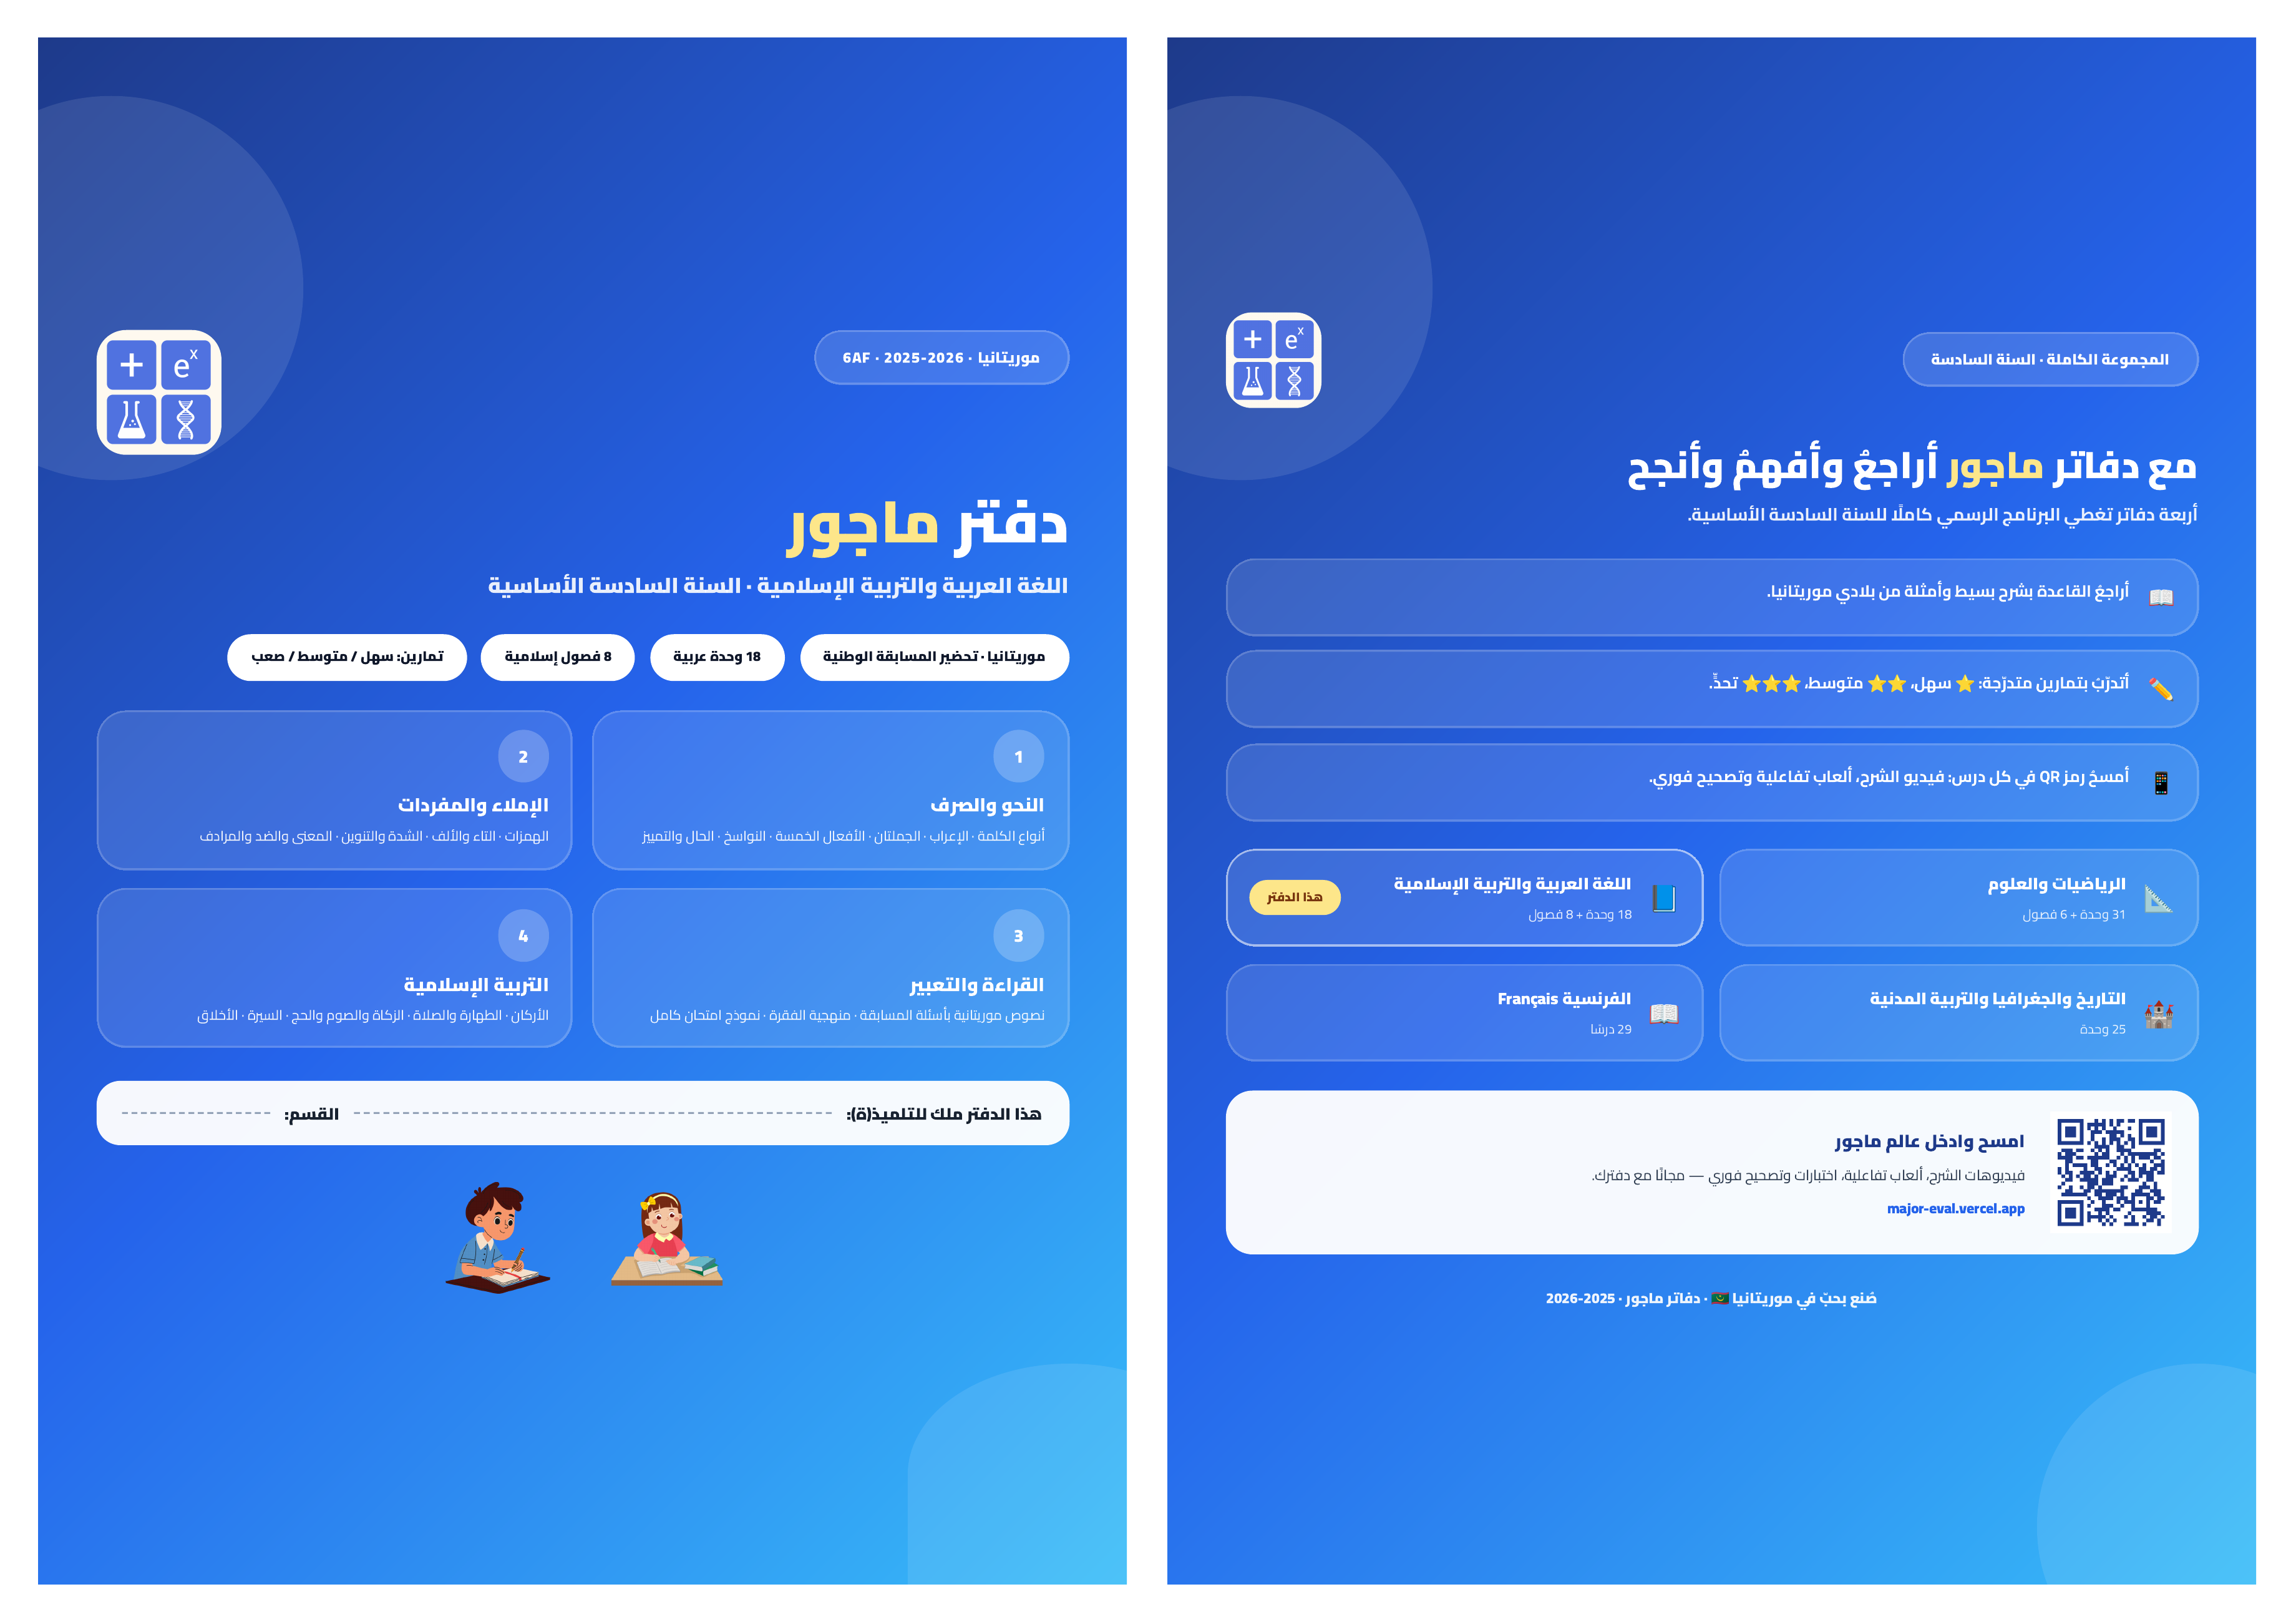 موريتانيا · 2026-2025 · 6AF
+
eˣ
دفتر ماجور
اللغة العربية والتربية الإسلامية · السنة السادسة الأساسية
موريتانيا · تحضير المسابقة الوطنية
18 وحدة عربية
8 فصول إسلامية
تمارين: سهل / متوسط / صعب
1
النحو والصرف
أنواع الكلمة · الإعراب · الجملتان · الأفعال الخمسة · النواسخ · الحال والتمييز
2
الإملاء والمفردات
الهمزات · التاء والألف · الشدة والتنوين · المعنى والضد والمرادف
3
القراءة والتعبير
نصوص موريتانية بأسئلة المسابقة · منهجية الفقرة · نموذج امتحان كامل
4
التربية الإسلامية
الأركان · الطهارة والصلاة · الزكاة والصوم والحج · السيرة · الأخلاق
هذا الدفتر ملك للتلميذ(ة): القسم:
المجموعة الكاملة · السنة السادسة
+
eˣ
مع دفاتر ماجور أراجعُ وأفهمُ وأنجح
أربعة دفاتر تغطي البرنامج الرسمي كاملًا للسنة السادسة الأساسية.
أراجعُ القاعدة بشرح بسيط وأمثلة من بلادي موريتانيا.
أتدرّبُ بتمارين متدرّجة: ⭐ سهل، ⭐⭐ متوسط، ⭐⭐⭐ تحدٍّ.
أمسحُ رمز QR في كل درس: فيديو الشرح، ألعاب تفاعلية وتصحيح فوري.
الرياضيات والعلوم
31 وحدة + 6 فصول
اللغة العربية والتربية الإسلامية
18 وحدة + 8 فصول
هذا الدفتر
التاريخ والجغرافيا والتربية المدنية
25 وحدة
الفرنسية Français
29 درسًا
امسح وادخل عالم ماجور
فيديوهات الشرح، ألعاب تفاعلية، اختبارات وتصحيح فوري — مجانًا مع دفترك.
major-eval.vercel.app
صُنع بحبّ في موريتانيا 🇲🇷 · دفاتر ماجور · 2025-2026